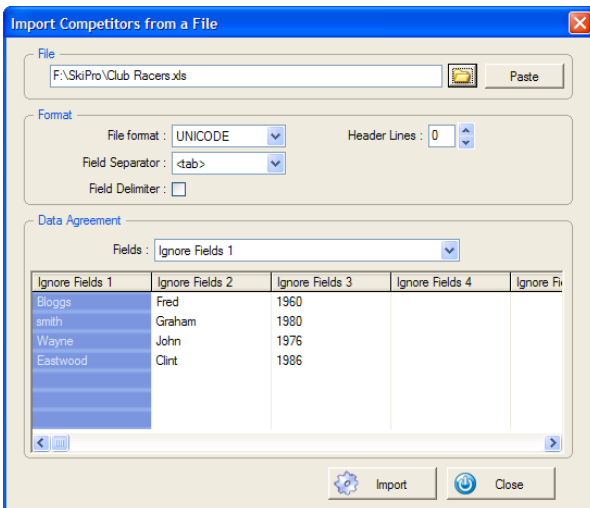 Import Competitors from a File
File
F:\SkiPro\Club Racers.xls Paste
Format
File format : UNICODE Header Lines : 0
Field Separator : <tab>
Field Delimiter :
Data Agreement
Fields : Ignore Fields 1
Ignore Fields 1 Ignore Fields 2 Ignore Fields 3 Ignore Fields 4 Ignore Fi
Bloggs Fred 1960
smith Graham 1980
Wayne John 1976
Eastwood Clint 1986
Import Close